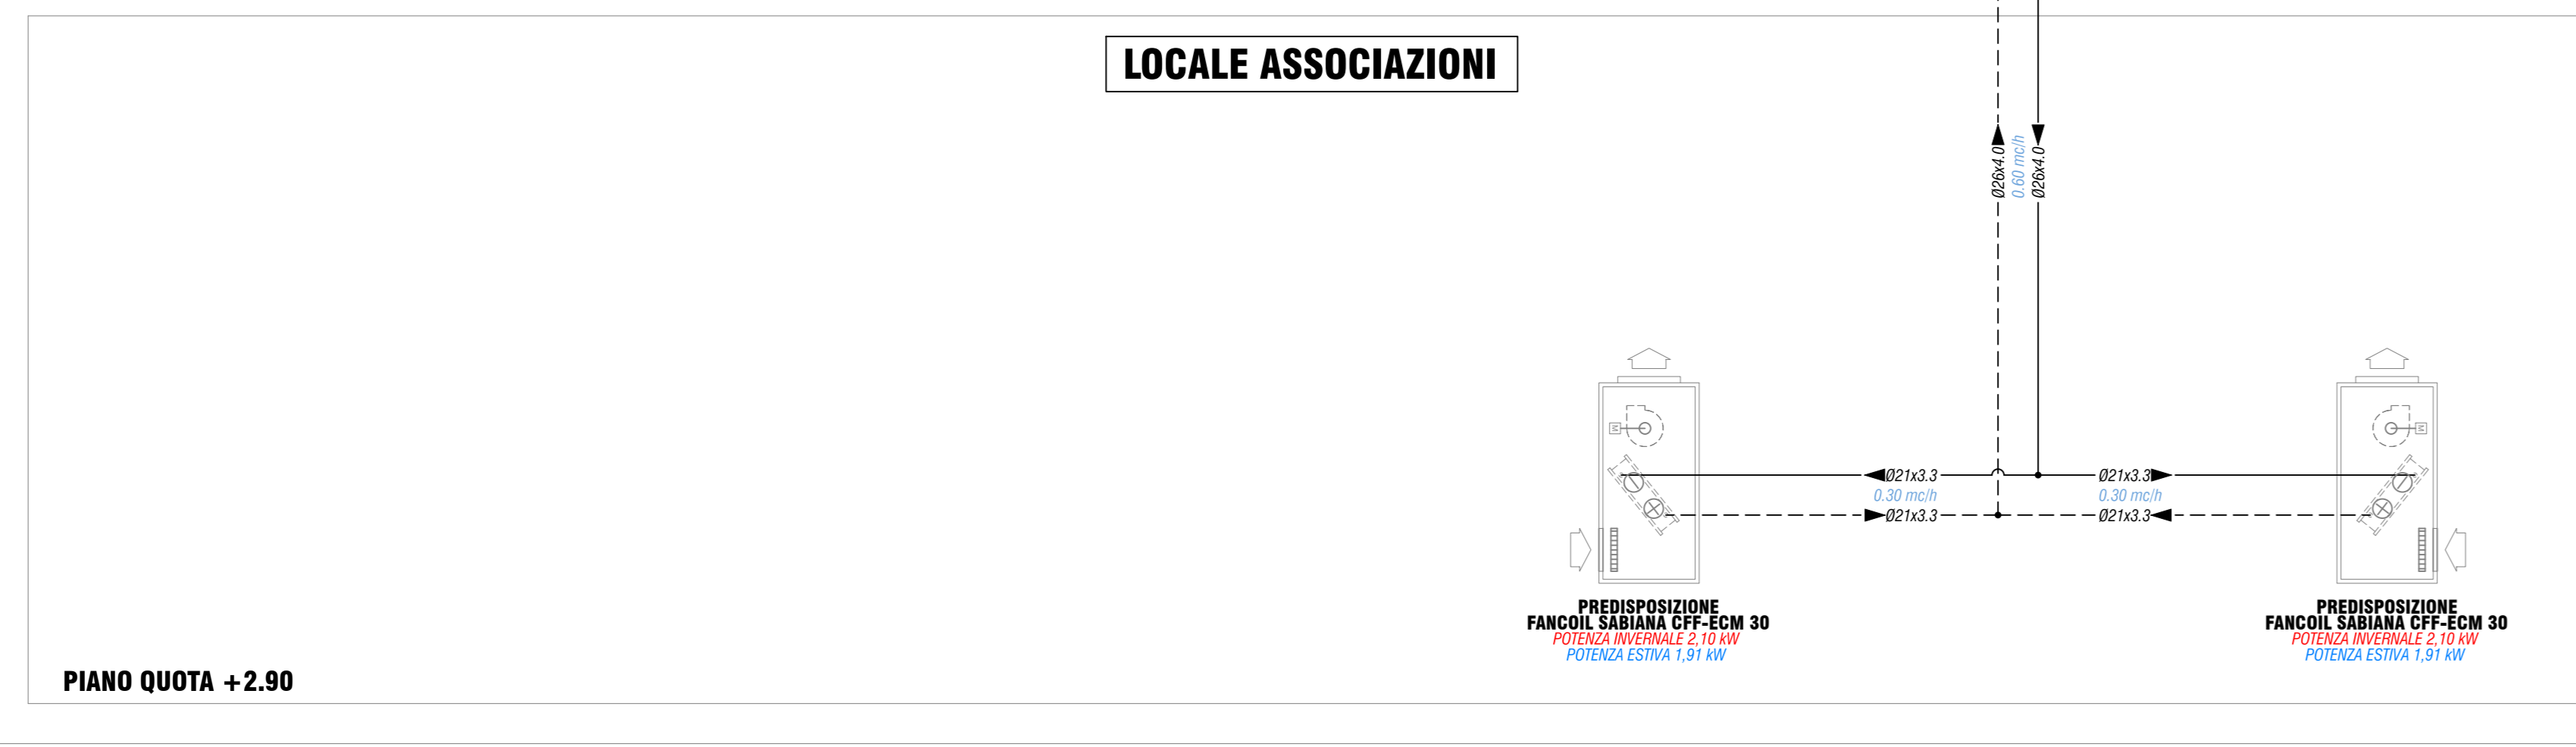 LOCALE ASSOCIAZIONI
Ø26x4.0
0.60 mc/h
Ø26x4.0
M
M
Ø21x3.3
Ø21x3.3
0.30 mc/h
0.30 mc/h
Ø21x3.3
Ø21x3.3
PREDISPOSIZIONE
FANCOIL SABIANA CFF-ECM 30
POTENZA INVERNALE 2,10 kW
POTENZA ESTIVA 1,91 kW
PREDISPOSIZIONE
FANCOIL SABIANA CFF-ECM 30
POTENZA INVERNALE 2,10 kW
POTENZA ESTIVA 1,91 kW
PIANO QUOTA +2.90